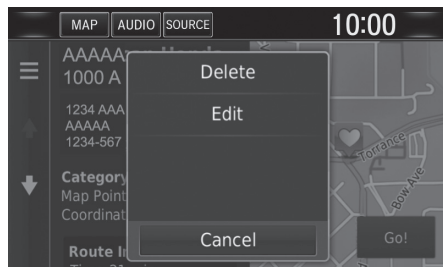 MAP AUDIO SOURCE 10:00
AAAAA
1000 A
1234 AAA
AAAAA
1234-567
Category
Map Point
Coordinat
Route
Delete
Edit
Cancel
Torrance
Bow Ave
Go!